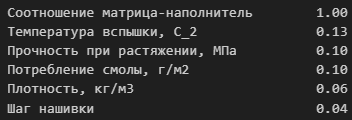 Соотношение матрица-наполнитель 1.00
Температура вспышки, С_2 0.13
Прочность при растяжении, МПа 0.10
Потребление смолы, г/м2 0.10
Плотность, кг/м3 0.06
Шаг нашивки 0.04